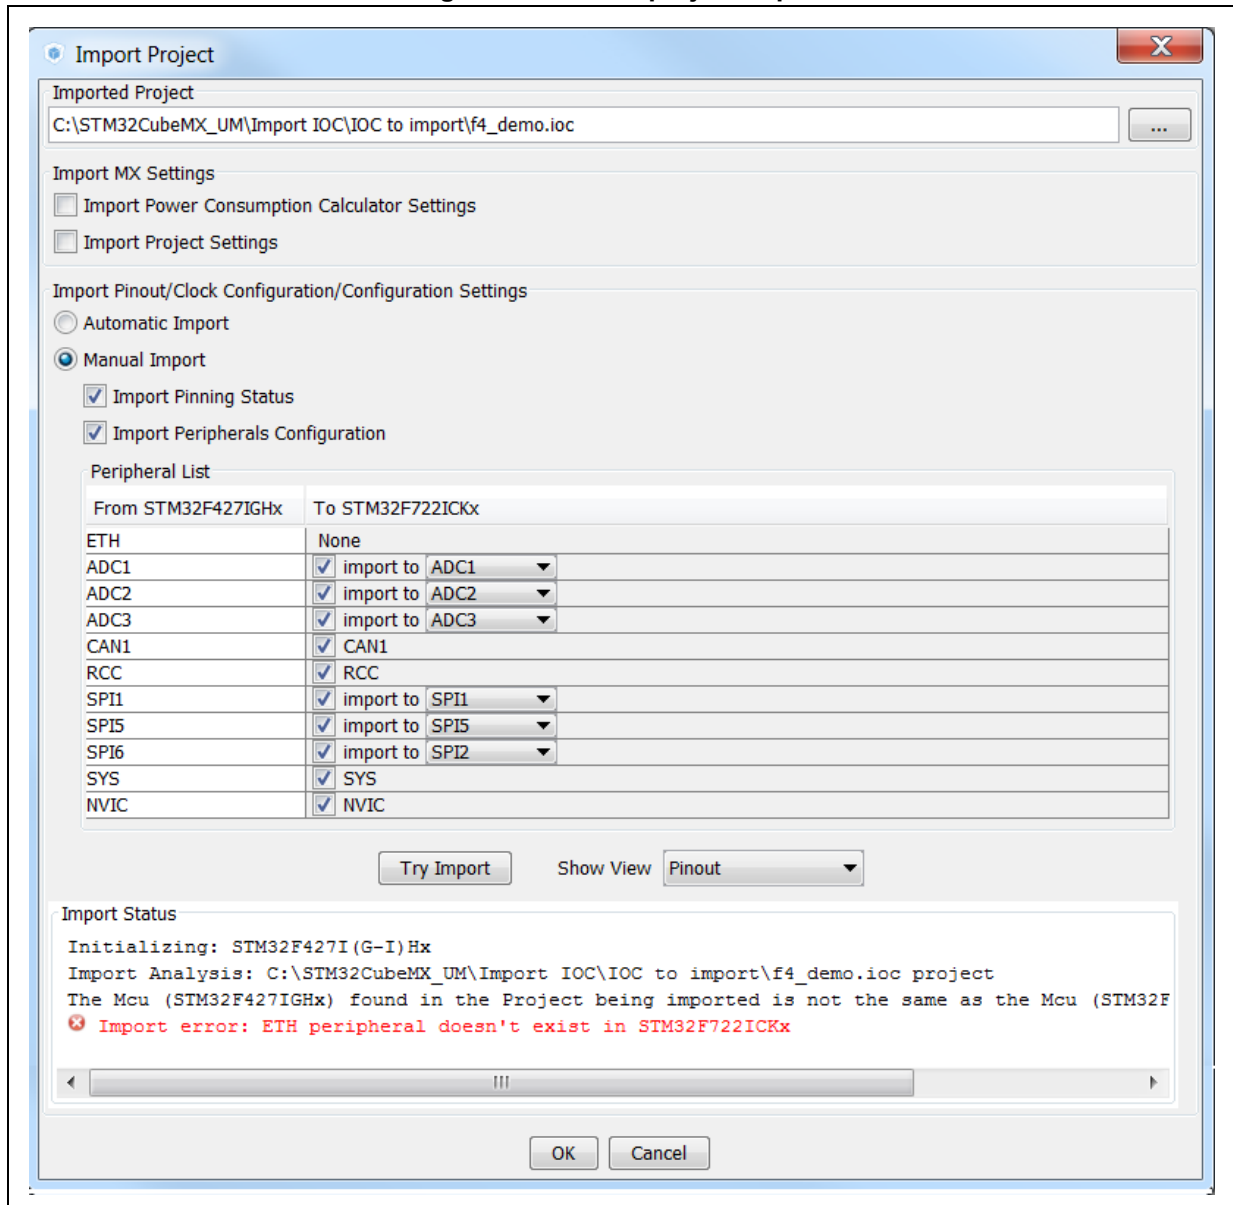 Import Project
X
Imported Project
C:\STM32CubeMX_UM\Import IOC\IOC to import\f4_demo.ioc
...
Import MX Settings
Import Power Consumption Calculator Settings
Import Project Settings
Import Pinout/Clock Configuration/Configuration Settings
Automatic Import
Manual Import
Import Pinning Status
Import Peripherals Configuration
Peripheral List
From STM32F427IGHx To STM32F722ICKx
ETH None
ADC1 import to ADC1
ADC2 import to ADC2
ADC3 import to ADC3
CAN1 CAN1
RCC RCC
SPI1 import to SPI1
SPI5 import to SPI5
SPI6 import to SPI2
SYS SYS
NVIC NVIC
Try Import Show View Pinout
Import Status
Initializing: STM32F427I(G-I)Hx
Import Analysis: C:\STM32CubeMX_UM\Import IOC\IOC to import\f4_demo.ioc project
The Mcu (STM32F427IGHx) found in the Project being imported is not the same as the Mcu (STM32F
Import error: ETH peripheral doesn't exist in STM32F722ICKx
OK Cancel